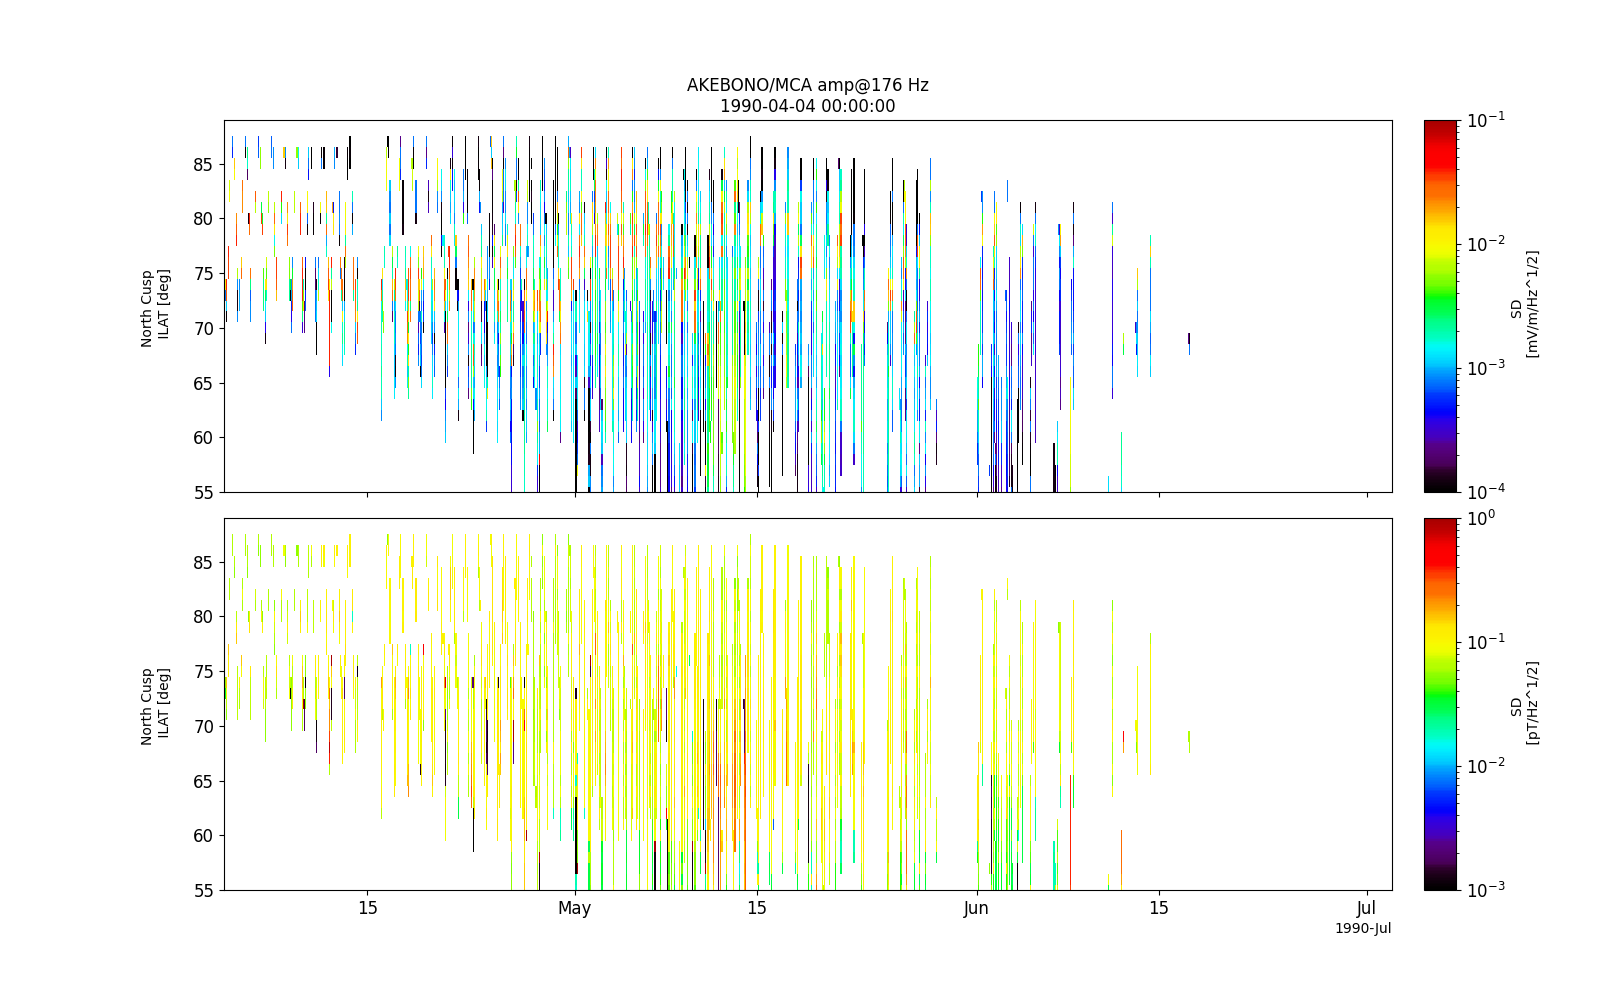 AKEBONO/MCA amp@176 Hz
1990-04-04 00:00:00
North Cusp
ILAT [deg]
85
80
75
70
65
60
55
10^-1
10^-2
10^-3
10^-4
SD
[mV/m/Hz^1/2]
North Cusp
ILAT [deg]
85
80
75
70
65
60
55
10^0
10^-1
10^-2
10^-3
SD
[pT/Hz^1/2]
15 May 15 Jun 15 Jul
1990-Jul